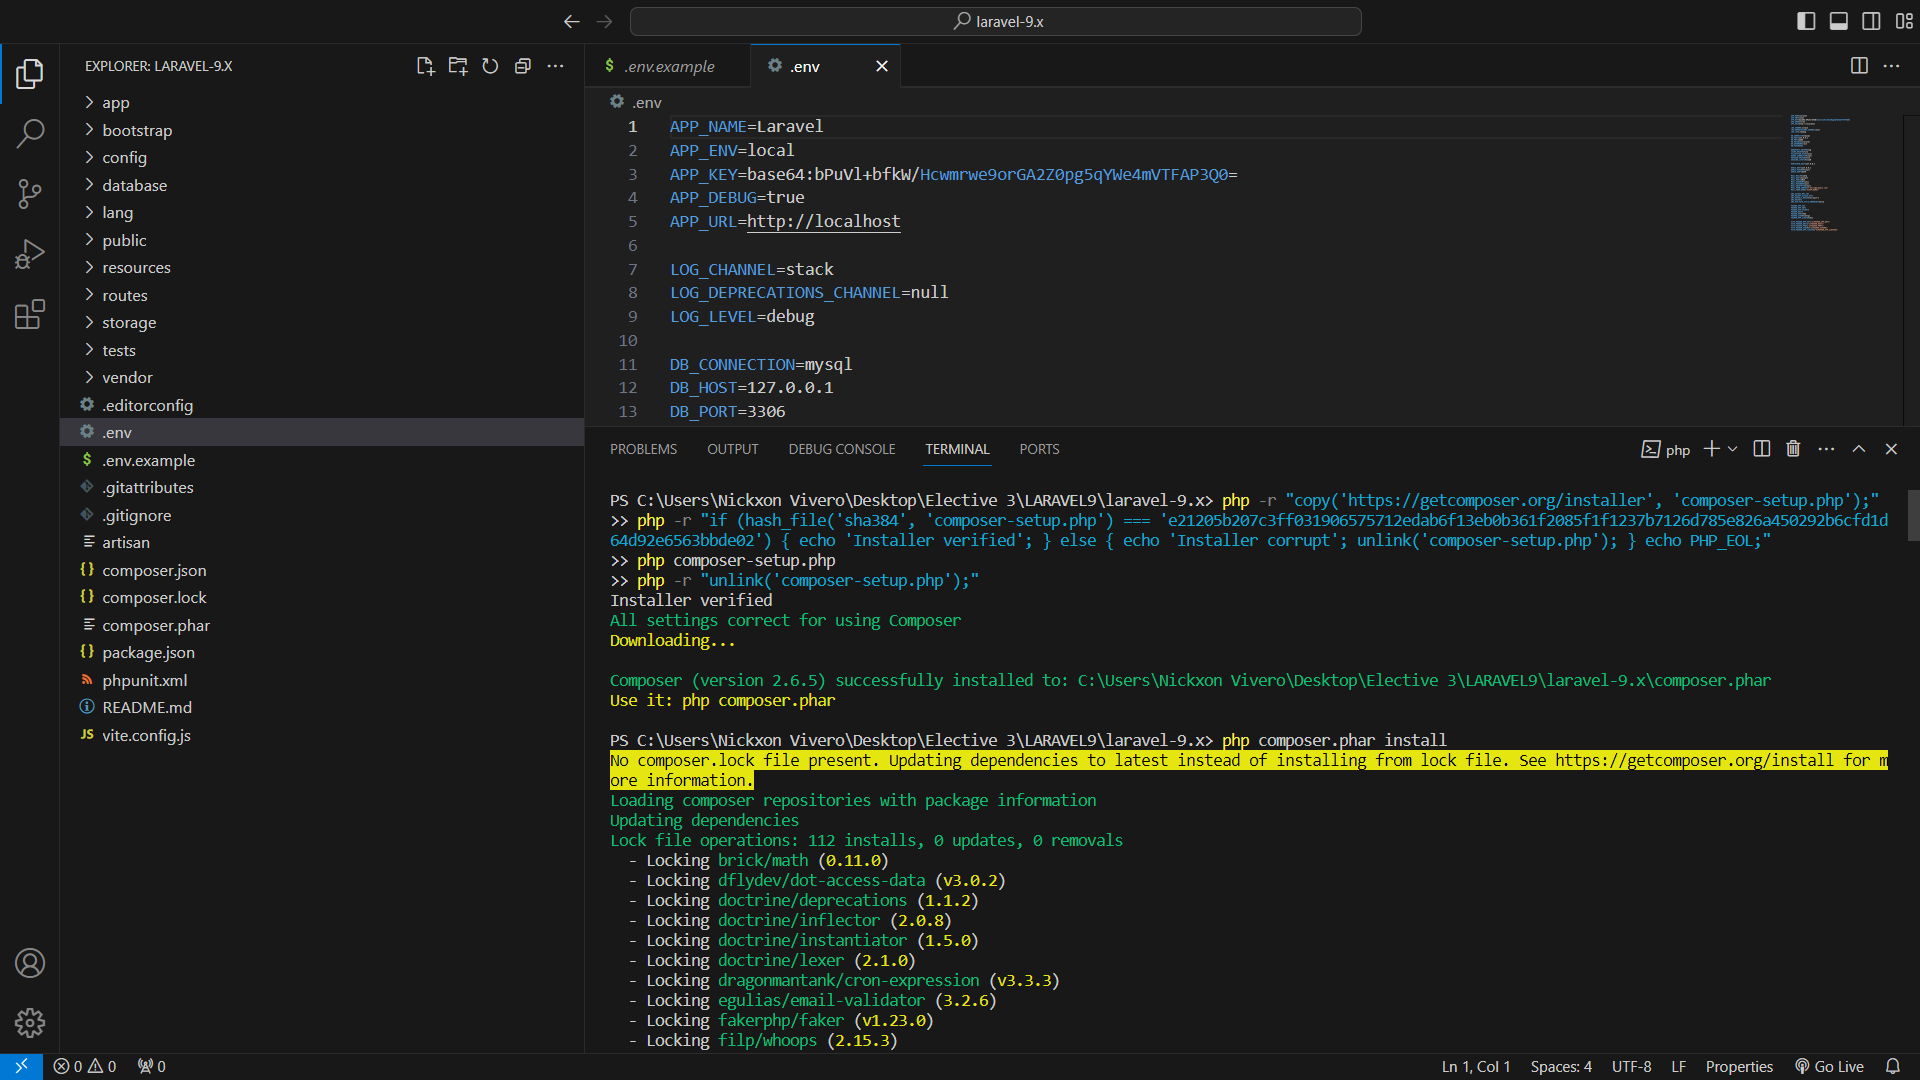 laravel-9.x
EXPLORER: LARAVEL-9.X
app
bootstrap
config
database
lang
public
resources
routes
storage
tests
vendor
.editorconfig
.env
$ .env.example
.gitattributes
.gitignore
artisan
{} composer.json
{} composer.lock
composer.phar
{} package.json
phpunit.xml
README.md
JS vite.config.js
$ .env.example
.env
.env
1 APP_NAME=Laravel
2 APP_ENV=local
3 APP_KEY=base64:bPuVl+bfkW/Hcwmrwe9orGA2Z0pg5qYWe4mVTFAP3Q0=
4 APP_DEBUG=true
5 APP_URL=http://localhost
6
7 LOG_CHANNEL=stack
8 LOG_DEPRECATIONS_CHANNEL=null
9 LOG_LEVEL=debug
10
11 DB_CONNECTION=mysql
12 DB_HOST=127.0.0.1
13 DB_PORT=3306
PROBLEMS OUTPUT DEBUG CONSOLE TERMINAL PORTS
php
PS C:\Users\Nickxon Vivero\Desktop\Elective 3\LARAVEL9\laravel-9.x> php -r "copy('https://getcomposer.org/installer', 'composer-setup.php');"
>> php -r "if (hash_file('sha384', 'composer-setup.php') === 'e21205b207c3ff031906575712edab6f13eb0b361f2085f1f1237b7126d785e826a450292b6cfd1d
64d92e6563bbde02') { echo 'Installer verified'; } else { echo 'Installer corrupt'; unlink('composer-setup.php'); } echo PHP_EOL;"
>> php composer-setup.php
>> php -r "unlink('composer-setup.php');"
Installer verified
All settings correct for using Composer
Downloading...
Composer (version 2.6.5) successfully installed to: C:\Users\Nickxon Vivero\Desktop\Elective 3\LARAVEL9\laravel-9.x\composer.phar
Use it: php composer.phar
PS C:\Users\Nickxon Vivero\Desktop\Elective 3\LARAVEL9\laravel-9.x> php composer.phar install
No composer.lock file present. Updating dependencies to latest instead of installing from lock file. See https://getcomposer.org/install for m
ore information.
Loading composer repositories with package information
Updating dependencies
Lock file operations: 112 installs, 0 updates, 0 removals
- Locking brick/math (0.11.0)
- Locking dflydev/dot-access-data (v3.0.2)
- Locking doctrine/deprecations (1.1.2)
- Locking doctrine/inflector (2.0.8)
- Locking doctrine/instantiator (1.5.0)
- Locking doctrine/lexer (2.1.0)
- Locking dragonmantank/cron-expression (v3.3.3)
- Locking egulias/email-validator (3.2.6)
- Locking fakerphp/faker (v1.23.0)
- Locking filp/whoops (2.15.3)
0 0 0 Ln 1, Col 1 Spaces: 4 UTF-8 LF Properties Go Live